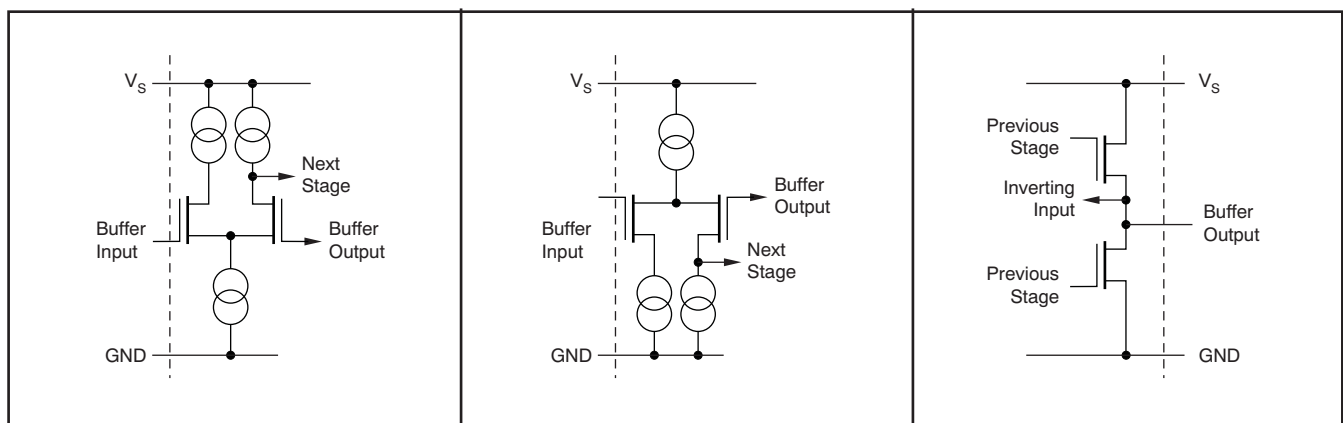 V_S
Next
Stage
Buffer
Input
Buffer
Output
GND
V_S
Buffer
Output
Buffer
Input
Next
Stage
GND
V_S
Previous
Stage
Inverting
Input
Buffer
Output
Previous
Stage
GND